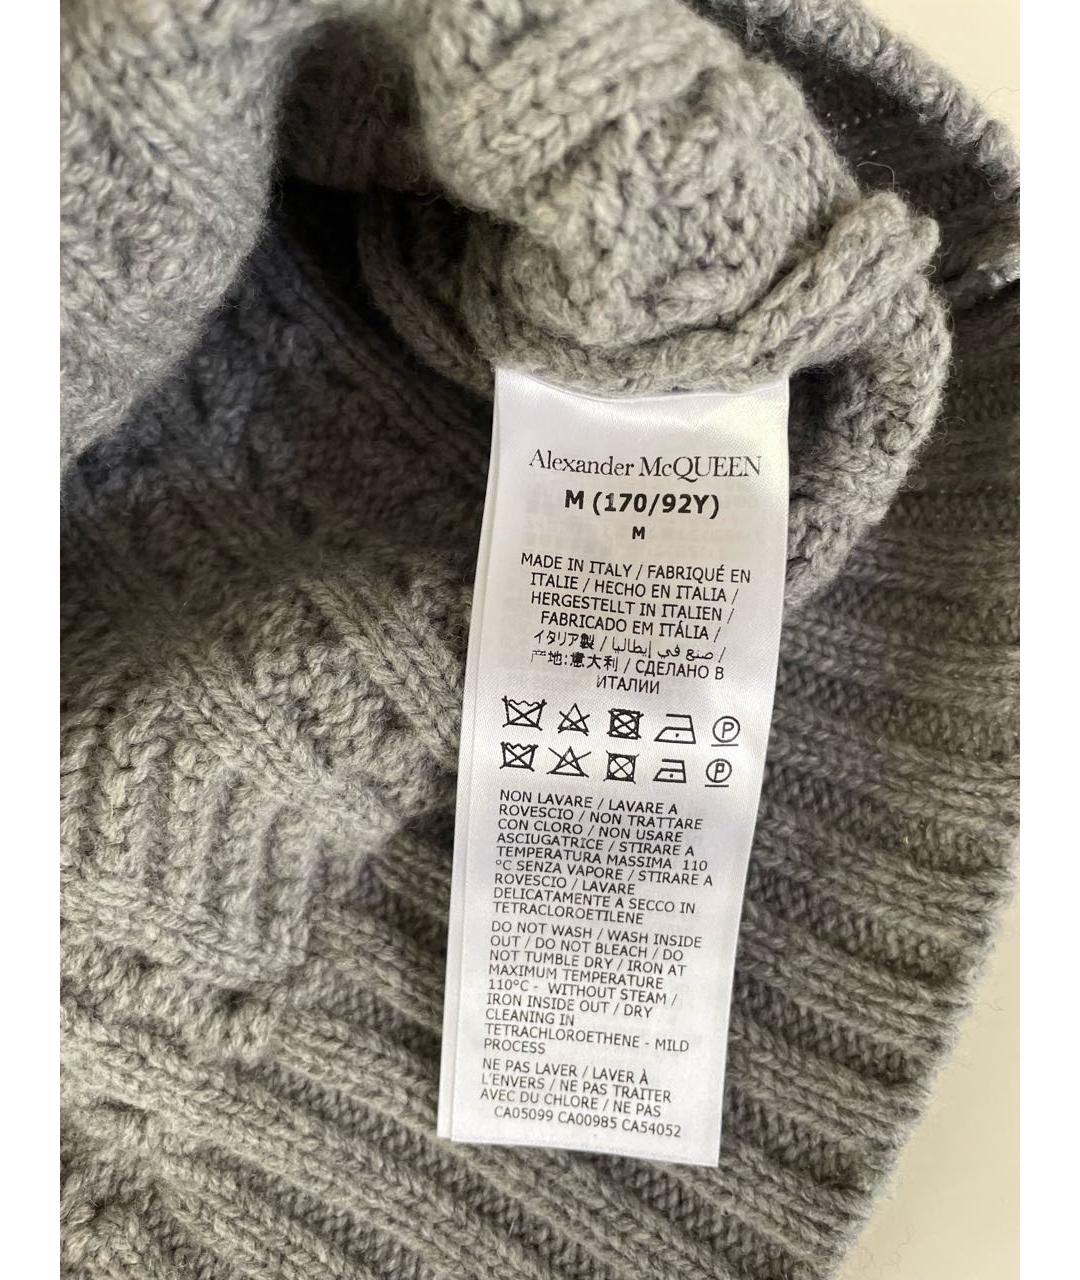 Alexander McQUEEN
M (170/92Y)
M
MADE IN ITALY / FABRIQUÉ EN
ITALIE / HECHO EN ITALIA /
HERGESTELLT IN ITALIEN /
FABRICADO EM ITÁLIA /
イタリア製 / صنع في إيطاليا /
产地:意大利 / СДЕЛАНО В
ИТАЛИИ
P
P
NON LAVARE / LAVARE A
ROVESCIO / NON TRATTARE
CON CLORO / NON USARE
ASCIUGATRICE / STIRARE A
TEMPERATURA MASSIMA 110
°C SENZA VAPORE / STIRARE A
ROVESCIO / LAVARE
DELICATAMENTE A SECCO IN
TETRACLOROETILENE
DO NOT WASH / WASH INSIDE
OUT / DO NOT BLEACH / DO
NOT TUMBLE DRY / IRON AT
MAXIMUM TEMPERATURE
110°C - WITHOUT STEAM /
IRON INSIDE OUT / DRY
CLEANING IN
TETRACHLOROETHENE - MILD
PROCESS
NE PAS LAVER / LAVER À
L'ENVERS / NE PAS TRAITER
AVEC DU CHLORE / NE PAS
CA05099 CA00985 CA54052